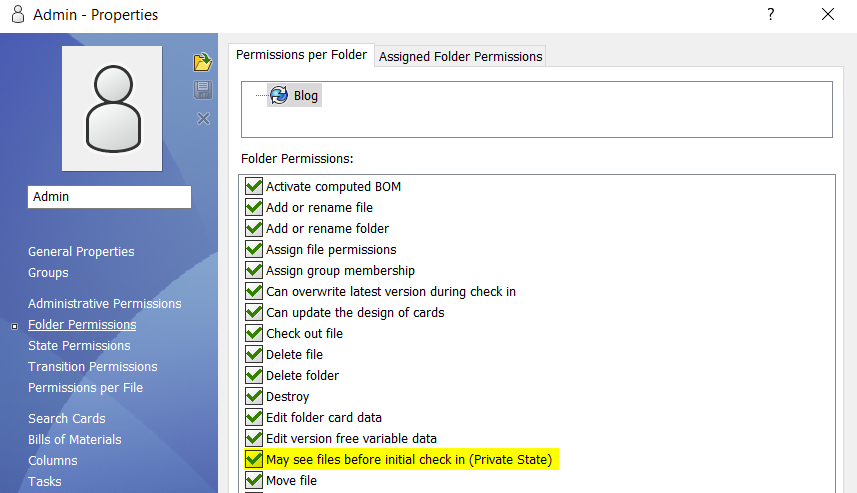 Admin - Properties
?
Permissions per Folder
Assigned Folder Permissions
Blog
Folder Permissions:
Admin
General Properties
Groups
Administrative Permissions
Folder Permissions
State Permissions
Transition Permissions
Permissions per File
Search Cards
Bills of Materials
Columns
Tasks
Activate computed BOM
Add or rename file
Add or rename folder
Assign file permissions
Assign group membership
Can overwrite latest version during check in
Can update the design of cards
Check out file
Delete file
Delete folder
Destroy
Edit folder card data
Edit version free variable data
May see files before initial check in (Private State)
Move file